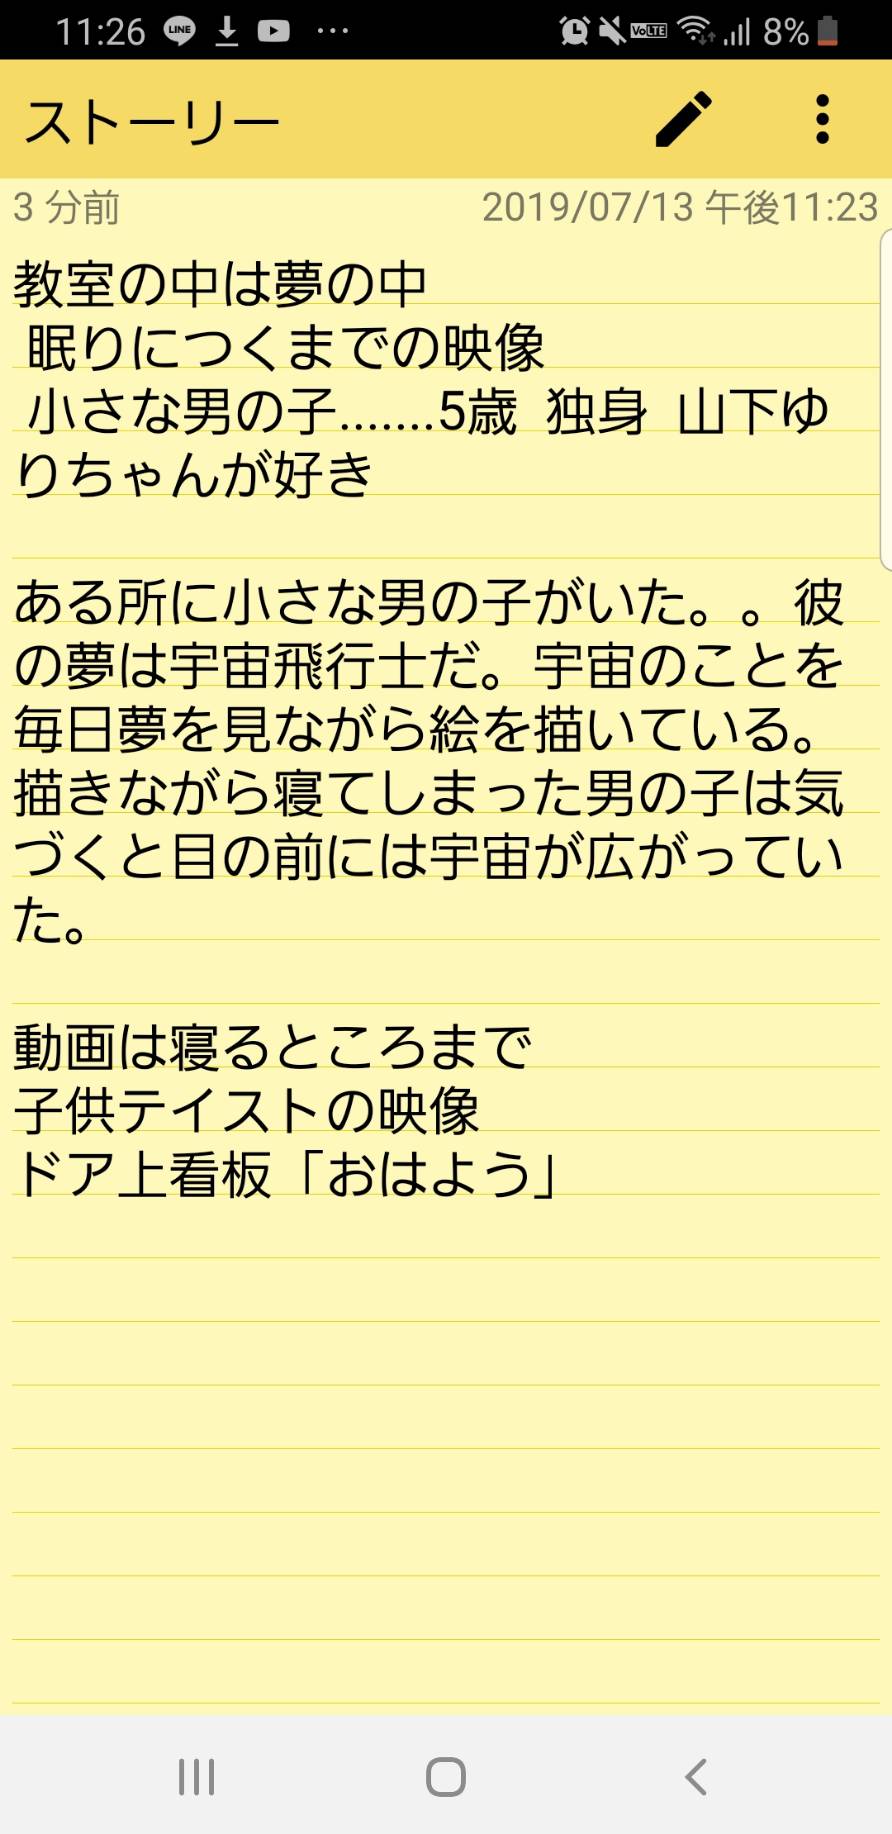 11:26 LINE ... VoLTE 8%
ストーリー
3 分前 2019/07/13 午後11:23
教室の中は夢の中
眠りにつくまでの映像
小さな男の子.......5歳 独身 山下ゆ
りちゃんが好き
ある所に小さな男の子がいた。。彼
の夢は宇宙飛行士だ。宇宙のことを
毎日夢を見ながら絵を描いている。
描きながら寝てしまった男の子は気
づくと目の前には宇宙が広がってい
た。
動画は寝るところまで
子供テイストの映像
ドア上看板「おはよう」